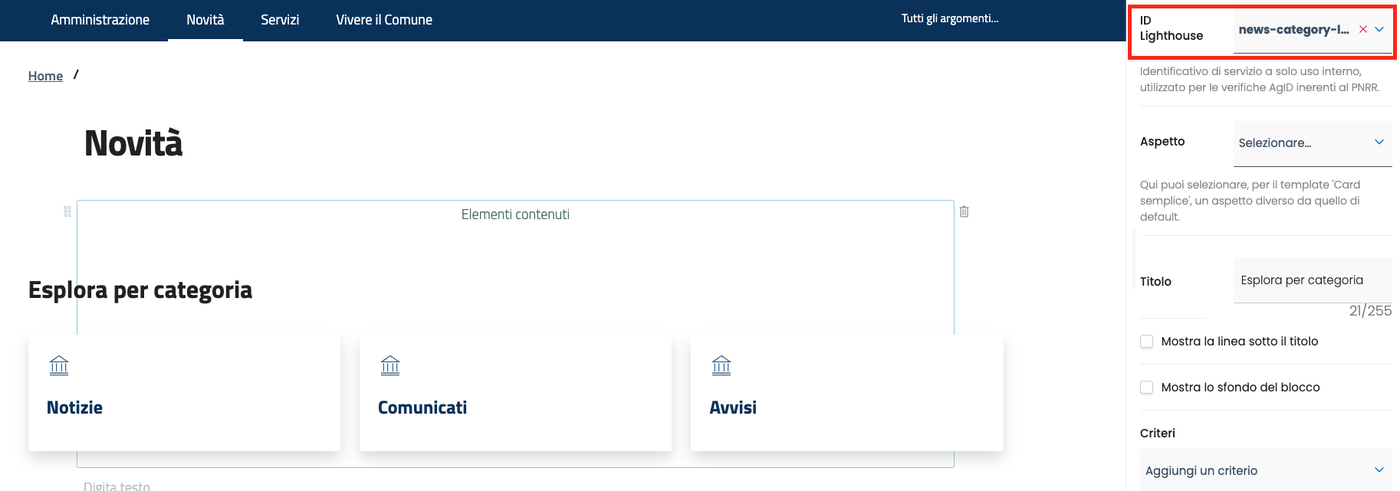 Amministrazione Novità Servizi Vivere il Comune Tutti gli argomenti...
Home /
Novità
Elementi contenuti
Esplora per categoria
Notizie Comunicati Avvisi
Digita testo
ID
Lighthouse
news-category-l...
Identificativo di servizio a solo uso interno,
utilizzato per le verifiche AgID inerenti al PNRR.
Aspetto Selezionare...
Qui puoi selezionare, per il template 'Card
semplice', un aspetto diverso da quello di
default.
Titolo Esplora per categoria
21/255
Mostra la linea sotto il titolo
Mostra lo sfondo del blocco
Criteri
Aggiungi un criterio